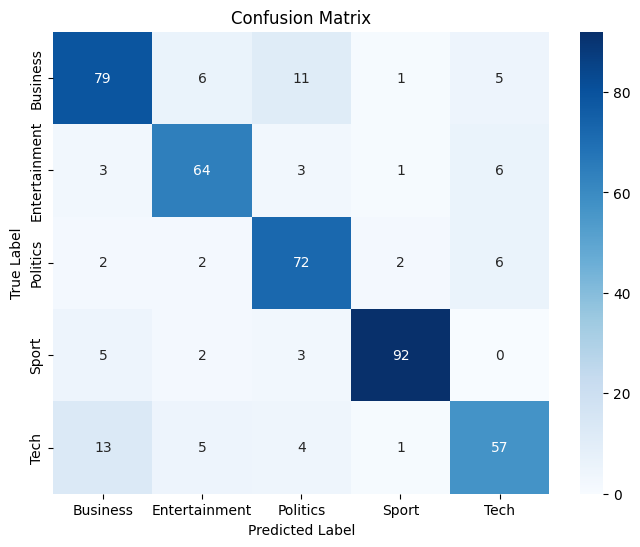 Confusion Matrix
Business 79 6 11 1 5
Entertainment 3 64 3 1 6
Politics 2 2 72 2 6
Sport 5 2 3 92 0
Tech 13 5 4 1 57
Business Entertainment Politics Sport Tech
Predicted Label
True Label
80
60
40
20
0